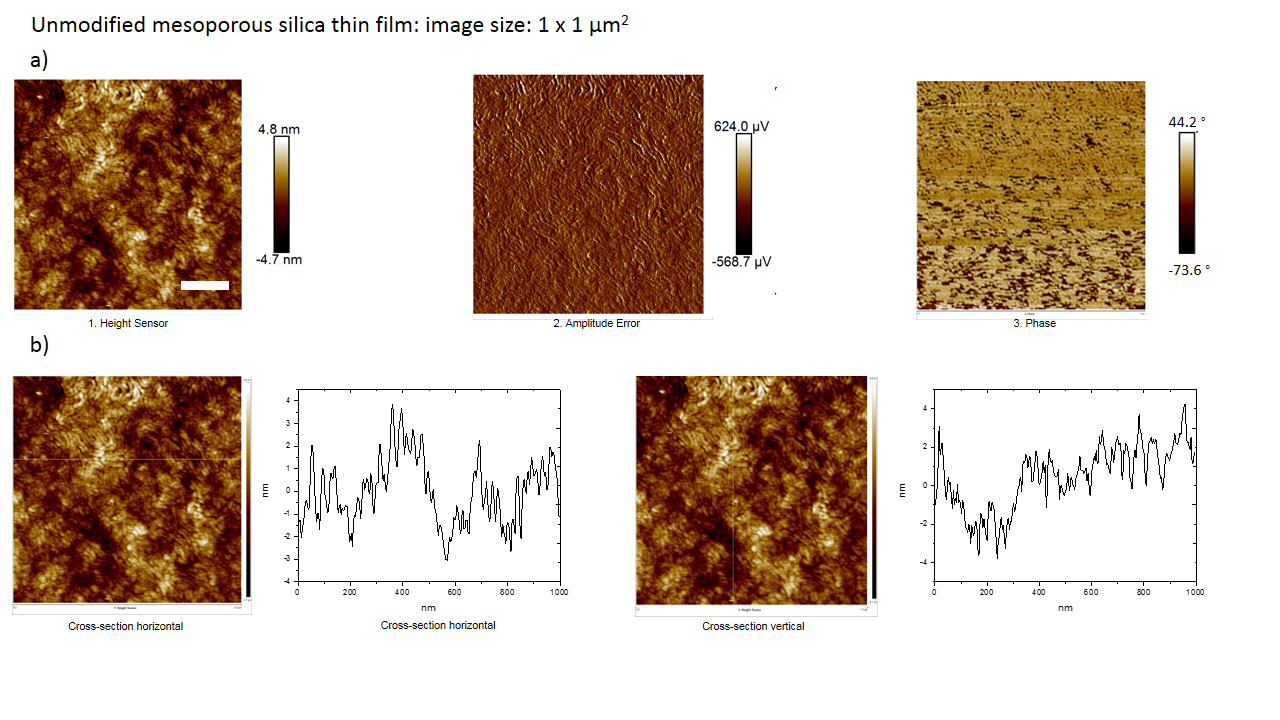 Unmodified mesoporous silica thin film: image size: 1 x 1 µm²
a)
4.8 nm
-4.7 nm
1. Height Sensor
624.0 µV
-568.7 µV
2. Amplitude Error
44.2 °
-73.6 °
3. Phase
b)
Cross-section horizontal
4
3
2
1
0
-1
-2
-3
-4
nm
0 200 400 600 800 1000
nm
Cross-section horizontal
Cross-section vertical
4
2
0
-2
-4
nm
0 200 400 600 800 1000
nm